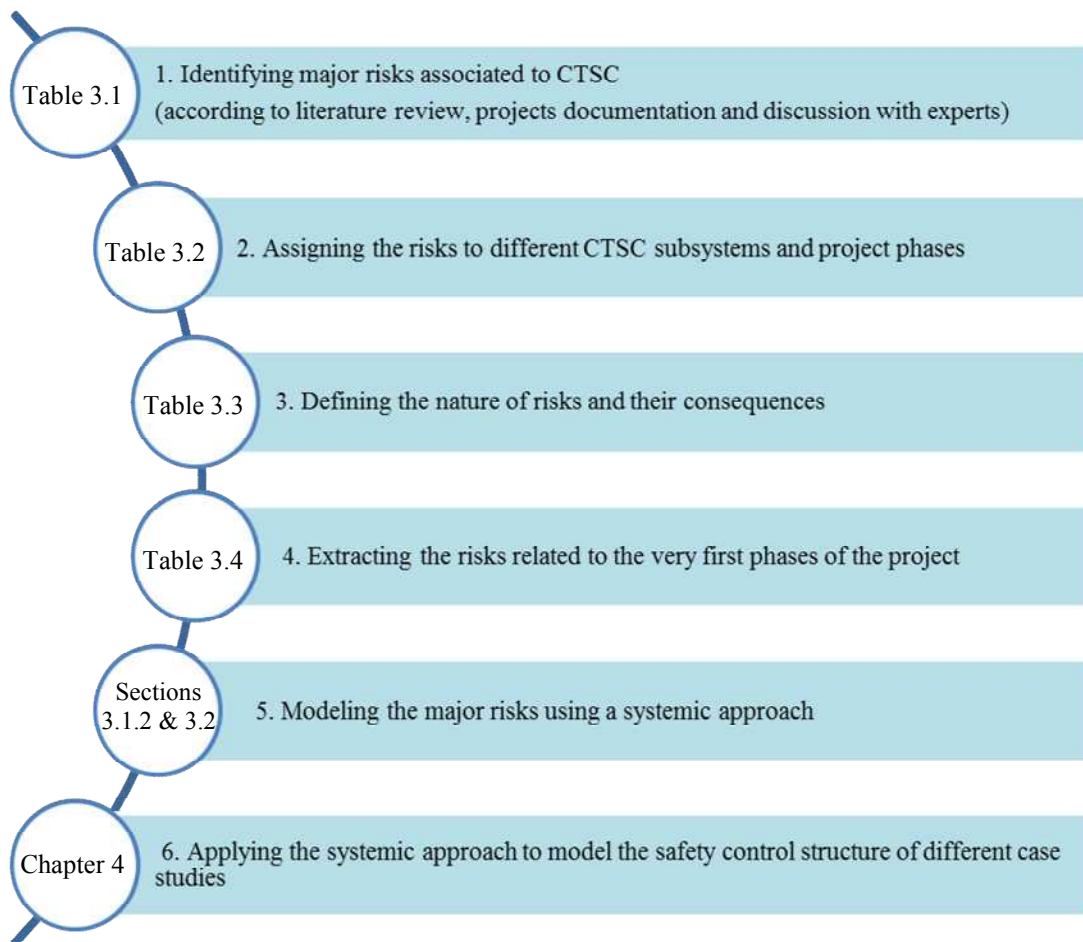 Table 3.1
1. Identifying major risks associated to CTSC
(according to literature review, projects documentation and discussion with experts)
Table 3.2
2. Assigning the risks to different CTSC subsystems and project phases
Table 3.3
3. Defining the nature of risks and their consequences
Table 3.4
4. Extracting the risks related to the very first phases of the project
Sections
3.1.2 & 3.2
5. Modeling the major risks using a systemic approach
Chapter 4
6. Applying the systemic approach to model the safety control structure of different case
studies